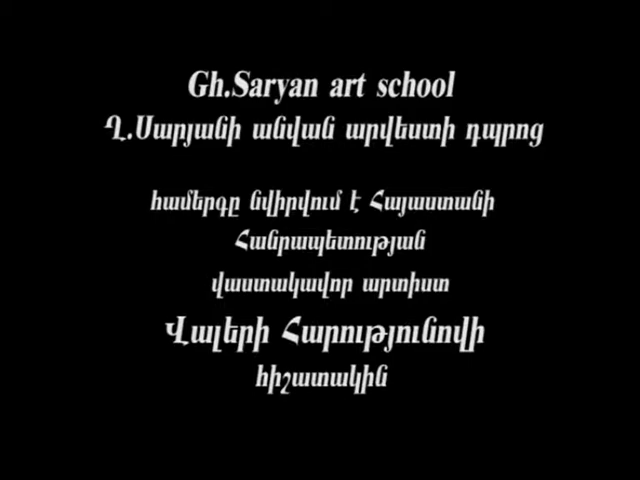 Gh.Saryan art school
Ղ.Սարյանի անվան արվեստի դպրոց
համերգը նվիրվում է Հայաստանի
Հանրապետության
վաստակավոր արտիստ
Վալերի Հարությունովի
հիշատակին